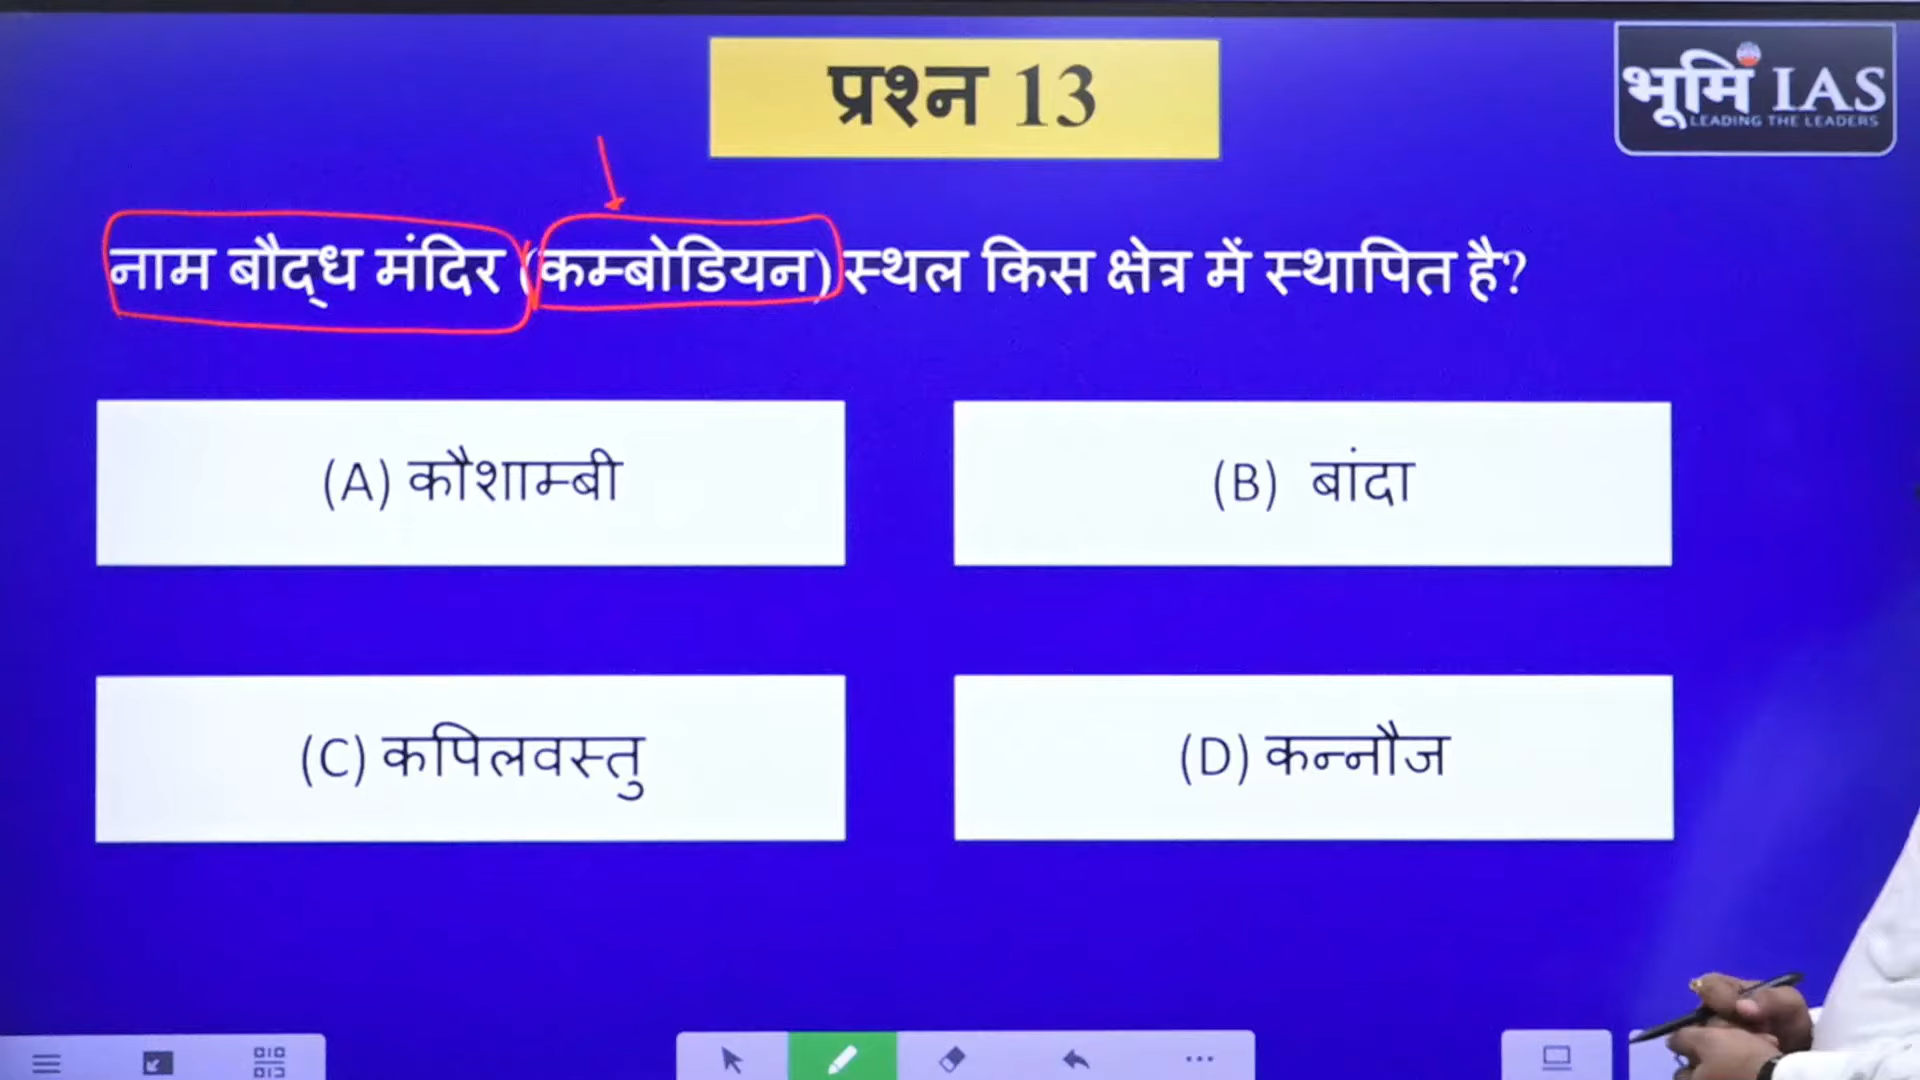 प्रश्न 13
भूमि IAS
LEADING THE LEADERS
नाम बौद्ध मंदिर (कम्बोडियन) स्थल किस क्षेत्र में स्थापित है?
(A) कौशाम्बी
(B) बांदा
(C) कपिलवस्तु
(D) कन्नौज